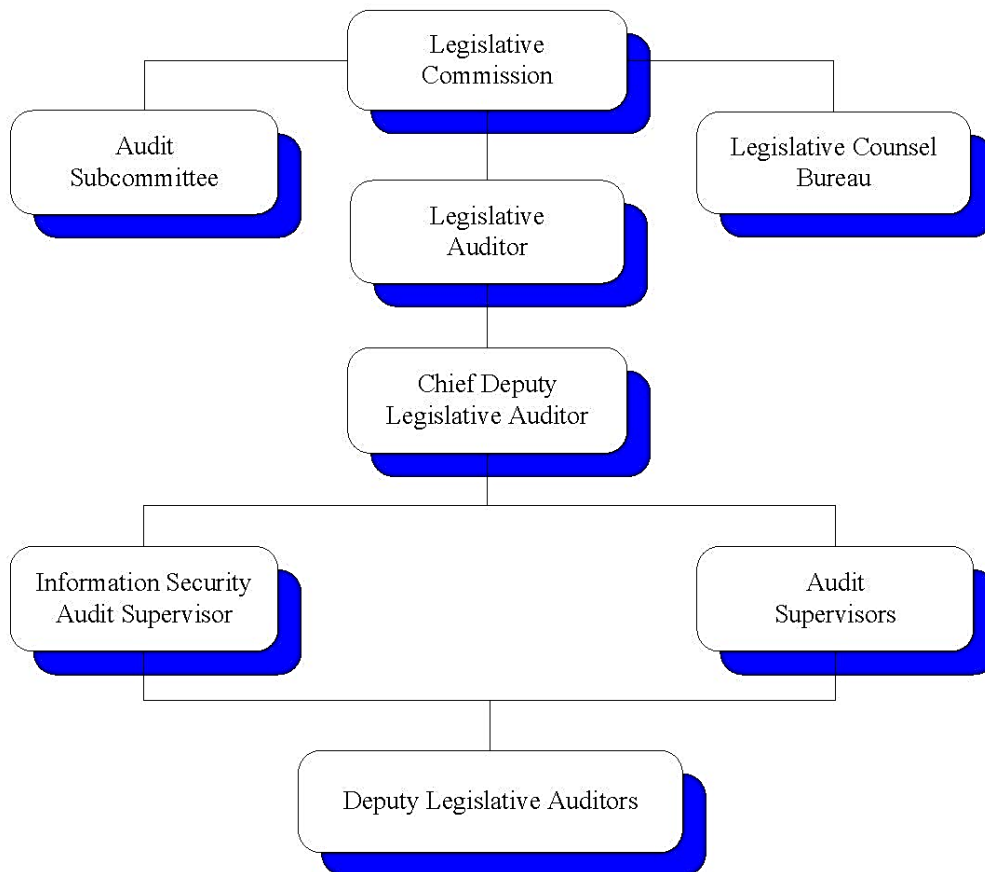 Legislative
Commission
Audit
Subcommittee
Legislative Counsel
Bureau
Legislative
Auditor
Chief Deputy
Legislative Auditor
Information Security
Audit Supervisor
Audit
Supervisors
Deputy Legislative Auditors